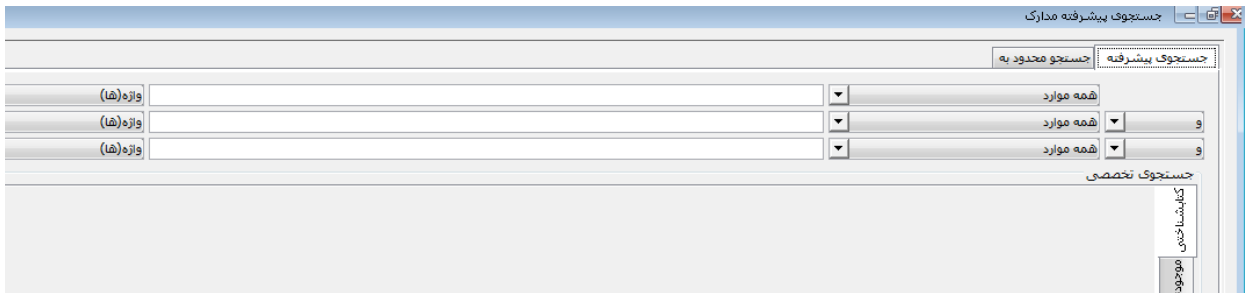 جستجوی پیشرفته مدارک
جستجوی پیشرفته جستجو محدود به
همه موارد واژه(ها)
و همه موارد واژه(ها)
و همه موارد واژه(ها)
جستجوی تخصصی
کتابشناختی
موجود